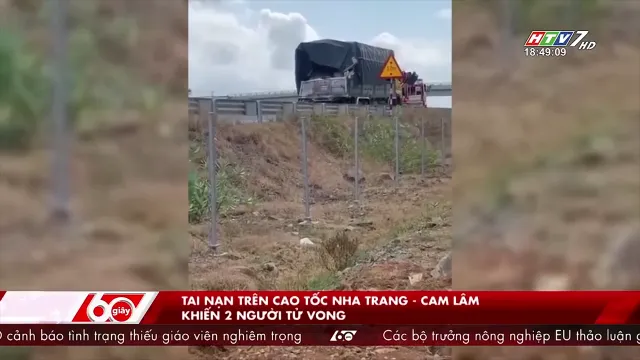 HTV7 HD
18:49:09
TAI NẠN TRÊN CAO TỐC NHA TRANG - CAM LÂM
KHIẾN 2 NGƯỜI TỬ VONG
60 giây
O cảnh báo tình trạng thiếu giáo viên nghiêm trọng 60 Các bộ trưởng nông nghiệp EU thảo luận g